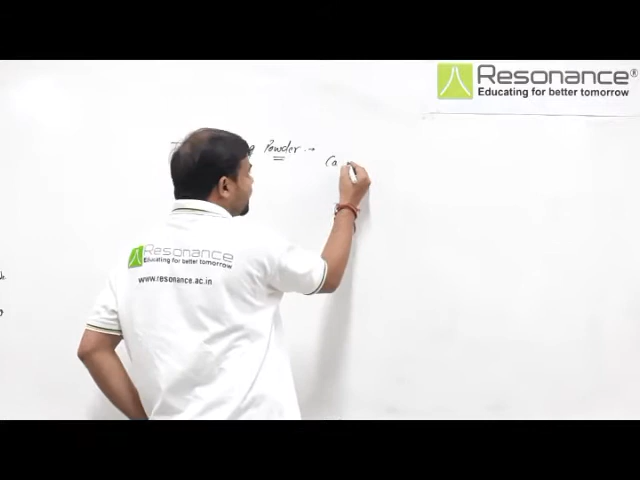 Resonance®
Educating for better tomorrow
Powder :-
Ca
Resonance
Educating for better tomorrow
www.resonance.ac.in